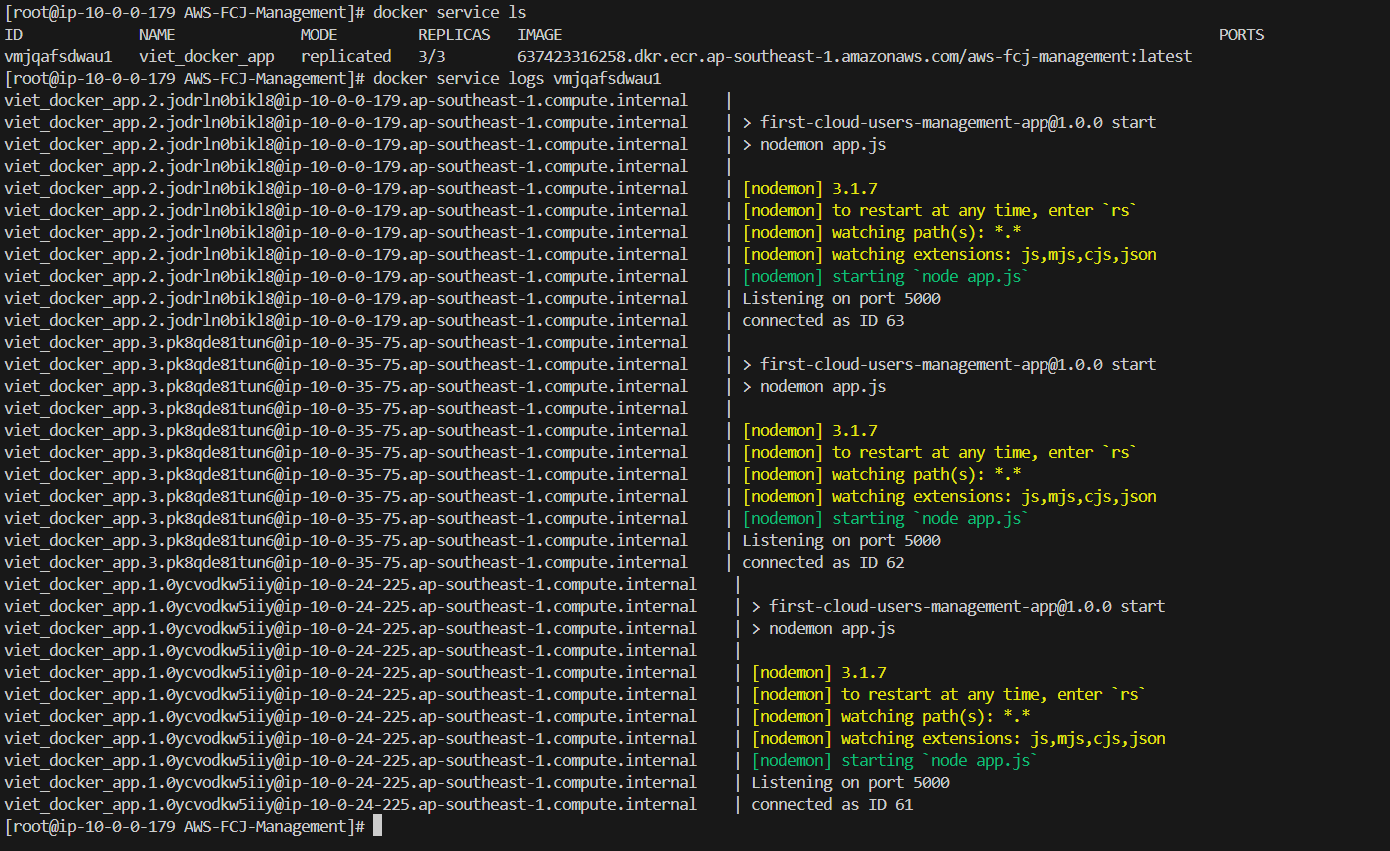 [root@ip-10-0-0-179 AWS-FCJ-Management]# docker service ls
ID NAME MODE REPLICAS IMAGE PORTS
vmjqafsdwau1 viet_docker_app replicated 3/3 637423316258.dkr.ecr.ap-southeast-1.amazonaws.com/aws-fcj-management:latest
[root@ip-10-0-0-179 AWS-FCJ-Management]# docker service logs vmjqafsdwau1
viet_docker_app.2.jodrln0bikl8@ip-10-0-0-179.ap-southeast-1.compute.internal |
viet_docker_app.2.jodrln0bikl8@ip-10-0-0-179.ap-southeast-1.compute.internal | > first-cloud-users-management-app@1.0.0 start
viet_docker_app.2.jodrln0bikl8@ip-10-0-0-179.ap-southeast-1.compute.internal | > nodemon app.js
viet_docker_app.2.jodrln0bikl8@ip-10-0-0-179.ap-southeast-1.compute.internal |
viet_docker_app.2.jodrln0bikl8@ip-10-0-0-179.ap-southeast-1.compute.internal | [nodemon] 3.1.7
viet_docker_app.2.jodrln0bikl8@ip-10-0-0-179.ap-southeast-1.compute.internal | [nodemon] to restart at any time, enter `rs`
viet_docker_app.2.jodrln0bikl8@ip-10-0-0-179.ap-southeast-1.compute.internal | [nodemon] watching path(s): *.*
viet_docker_app.2.jodrln0bikl8@ip-10-0-0-179.ap-southeast-1.compute.internal | [nodemon] watching extensions: js,mjs,cjs,json
viet_docker_app.2.jodrln0bikl8@ip-10-0-0-179.ap-southeast-1.compute.internal | [nodemon] starting `node app.js`
viet_docker_app.2.jodrln0bikl8@ip-10-0-0-179.ap-southeast-1.compute.internal | Listening on port 5000
viet_docker_app.2.jodrln0bikl8@ip-10-0-0-179.ap-southeast-1.compute.internal | connected as ID 63
viet_docker_app.3.pk8qde81tun6@ip-10-0-35-75.ap-southeast-1.compute.internal |
viet_docker_app.3.pk8qde81tun6@ip-10-0-35-75.ap-southeast-1.compute.internal | > first-cloud-users-management-app@1.0.0 start
viet_docker_app.3.pk8qde81tun6@ip-10-0-35-75.ap-southeast-1.compute.internal | > nodemon app.js
viet_docker_app.3.pk8qde81tun6@ip-10-0-35-75.ap-southeast-1.compute.internal |
viet_docker_app.3.pk8qde81tun6@ip-10-0-35-75.ap-southeast-1.compute.internal | [nodemon] 3.1.7
viet_docker_app.3.pk8qde81tun6@ip-10-0-35-75.ap-southeast-1.compute.internal | [nodemon] to restart at any time, enter `rs`
viet_docker_app.3.pk8qde81tun6@ip-10-0-35-75.ap-southeast-1.compute.internal | [nodemon] watching path(s): *.*
viet_docker_app.3.pk8qde81tun6@ip-10-0-35-75.ap-southeast-1.compute.internal | [nodemon] watching extensions: js,mjs,cjs,json
viet_docker_app.3.pk8qde81tun6@ip-10-0-35-75.ap-southeast-1.compute.internal | [nodemon] starting `node app.js`
viet_docker_app.3.pk8qde81tun6@ip-10-0-35-75.ap-southeast-1.compute.internal | Listening on port 5000
viet_docker_app.3.pk8qde81tun6@ip-10-0-35-75.ap-southeast-1.compute.internal | connected as ID 62
viet_docker_app.1.0ycvodkw5iiy@ip-10-0-24-225.ap-southeast-1.compute.internal |
viet_docker_app.1.0ycvodkw5iiy@ip-10-0-24-225.ap-southeast-1.compute.internal | > first-cloud-users-management-app@1.0.0 start
viet_docker_app.1.0ycvodkw5iiy@ip-10-0-24-225.ap-southeast-1.compute.internal | > nodemon app.js
viet_docker_app.1.0ycvodkw5iiy@ip-10-0-24-225.ap-southeast-1.compute.internal |
viet_docker_app.1.0ycvodkw5iiy@ip-10-0-24-225.ap-southeast-1.compute.internal | [nodemon] 3.1.7
viet_docker_app.1.0ycvodkw5iiy@ip-10-0-24-225.ap-southeast-1.compute.internal | [nodemon] to restart at any time, enter `rs`
viet_docker_app.1.0ycvodkw5iiy@ip-10-0-24-225.ap-southeast-1.compute.internal | [nodemon] watching path(s): *.*
viet_docker_app.1.0ycvodkw5iiy@ip-10-0-24-225.ap-southeast-1.compute.internal | [nodemon] watching extensions: js,mjs,cjs,json
viet_docker_app.1.0ycvodkw5iiy@ip-10-0-24-225.ap-southeast-1.compute.internal | [nodemon] starting `node app.js`
viet_docker_app.1.0ycvodkw5iiy@ip-10-0-24-225.ap-southeast-1.compute.internal | Listening on port 5000
viet_docker_app.1.0ycvodkw5iiy@ip-10-0-24-225.ap-southeast-1.compute.internal | connected as ID 61
[root@ip-10-0-0-179 AWS-FCJ-Management]#